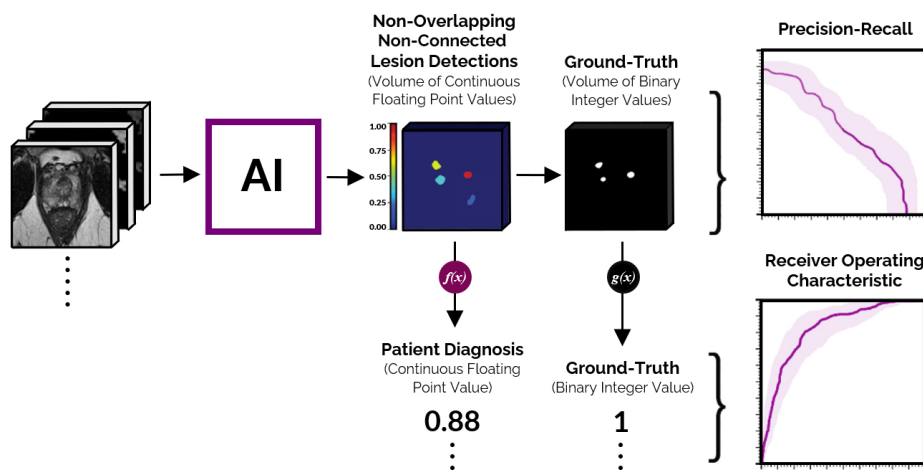 Non-Overlapping
Non-Connected
Lesion Detections
(Volume of Continuous
Floating Point Values)
Ground-Truth
(Volume of Binary
Integer Values)
Precision-Recall
AI
1.00
0.75
0.50
0.25
0.00
f(x)
g(x)
Receiver Operating
Characteristic
Patient Diagnosis
(Continuous Floating
Point Value)
0.88
Ground-Truth
(Binary Integer Value)
1